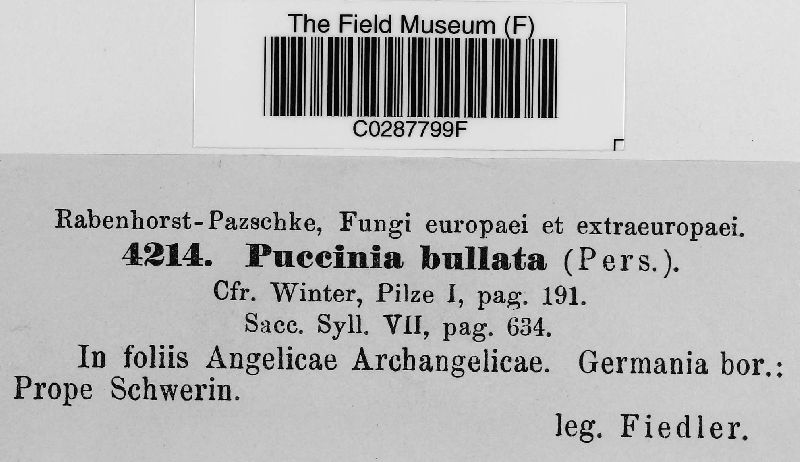 The Field Museum (F)
C0287799F
Rabenhorst-Pazschke, Fungi europaei et extraeuropaei.
4214. Puccinia bullata (Pers.).
Cfr. Winter, Pilze I, pag. 191.
Sacc. Syll. VII, pag. 634.
In foliis Angelicae Archangelicae. Germania bor.:
Prope Schwerin.
leg. Fiedler.